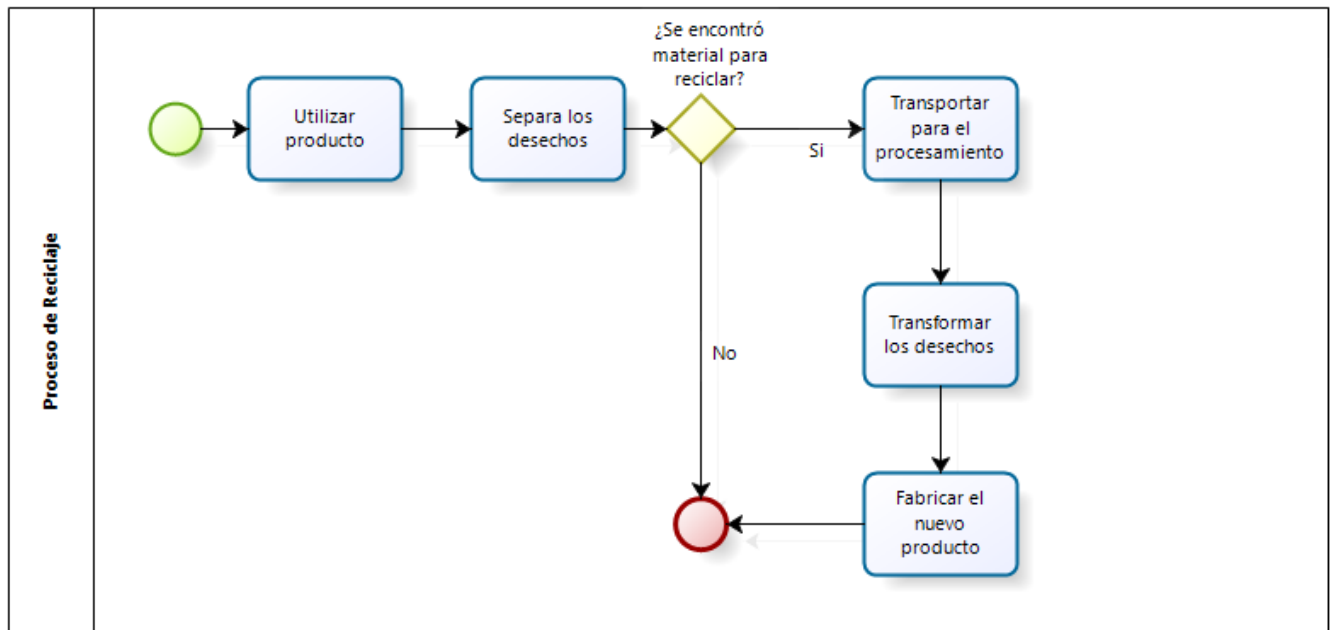 Proceso de Reciclaje
Utilizar
producto
Separa los
desechos
¿Se encontró
material para
reciclar?
Si
No
Transportar
para el
procesamiento
Transformar
los desechos
Fabricar el
nuevo
producto